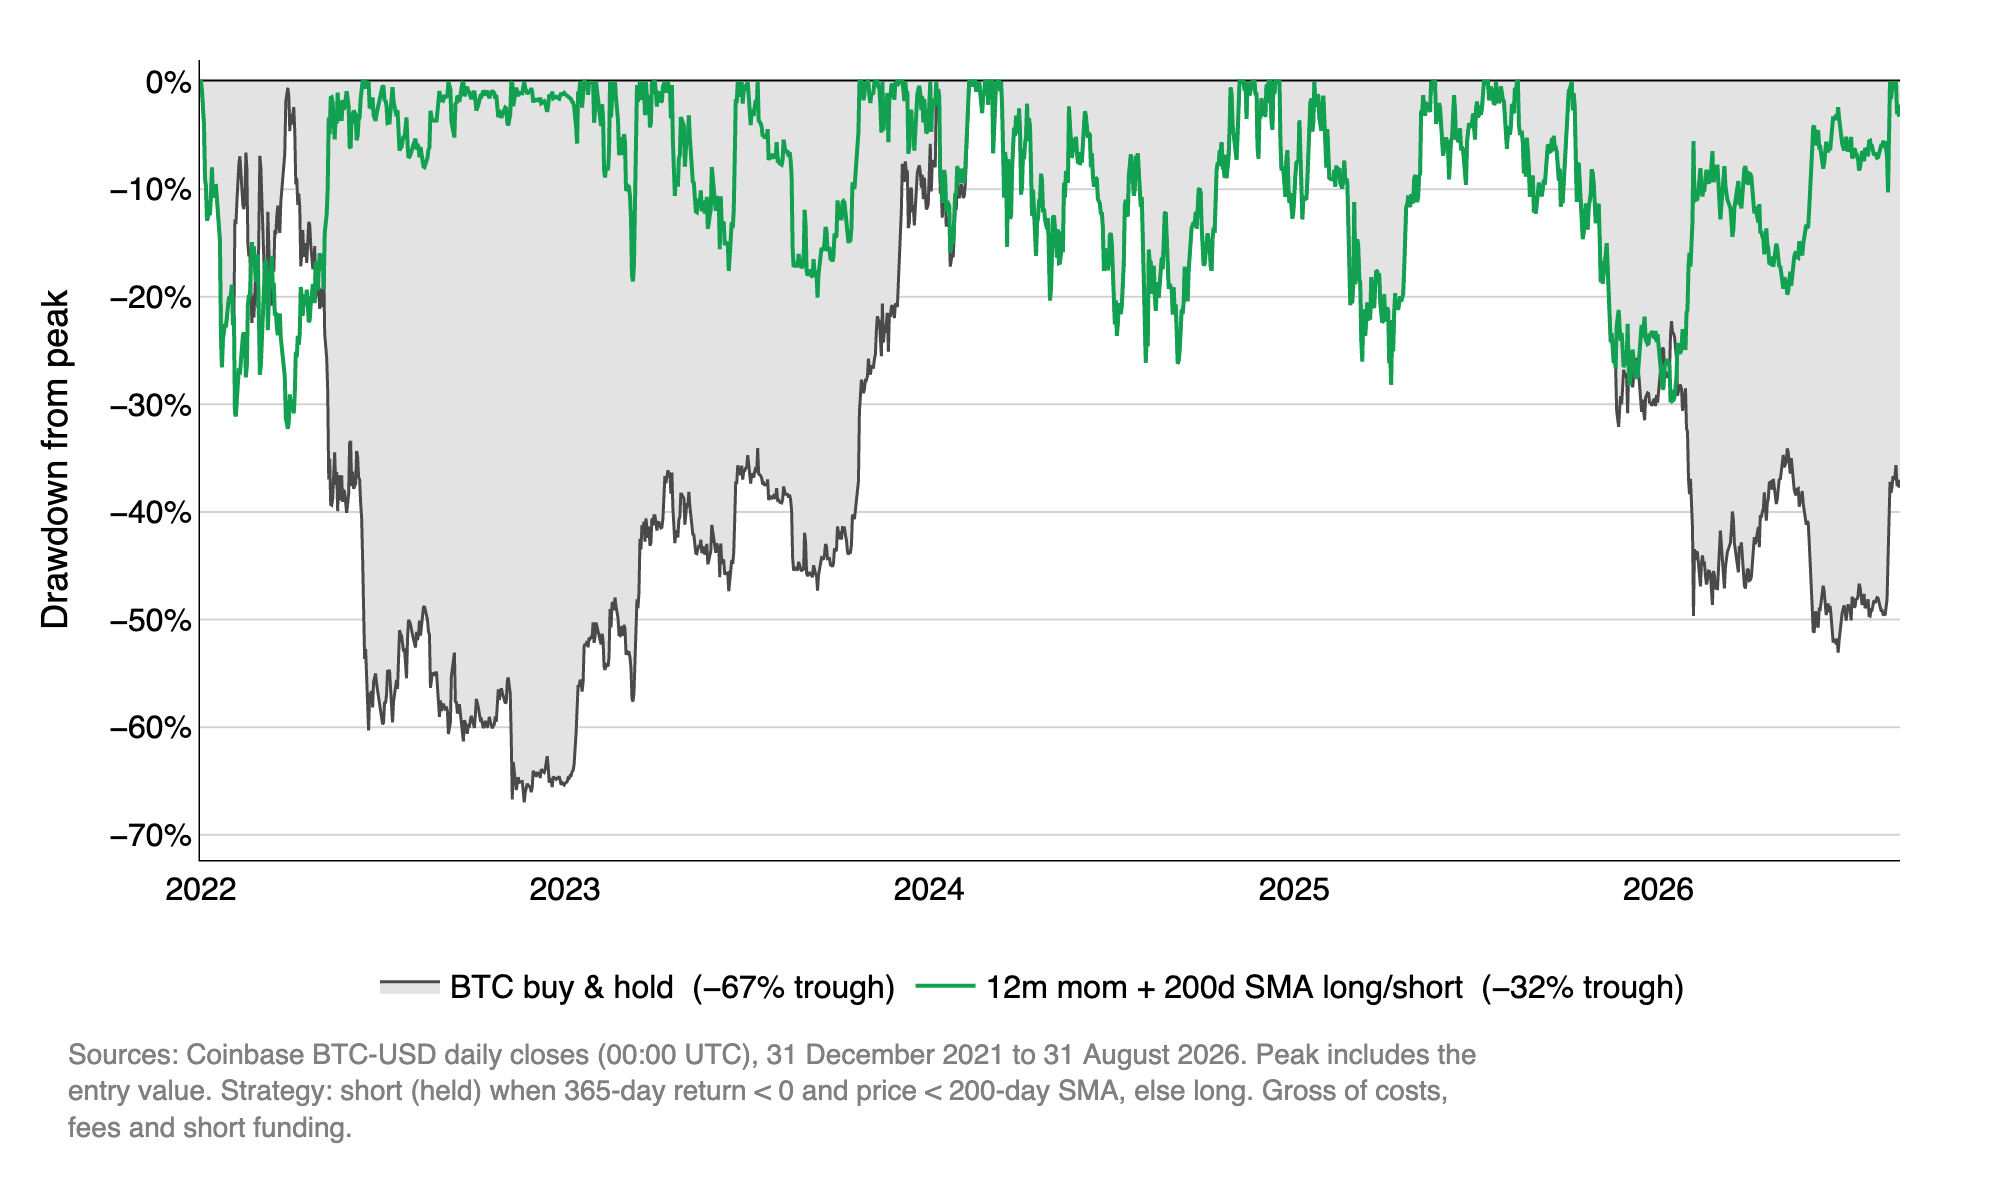 0%
−10%
−20%
−30%
−40%
−50%
−60%
−70%
Drawdown from peak
2022 2023 2024 2025 2026
BTC buy & hold (−67% trough) 12m mom + 200d SMA long/short (−32% trough)
Sources: Coinbase BTC-USD daily closes (00:00 UTC), 31 December 2021 to 31 August 2026. Peak includes the
entry value. Strategy: short (held) when 365-day return < 0 and price < 200-day SMA, else long. Gross of costs,
fees and short funding.